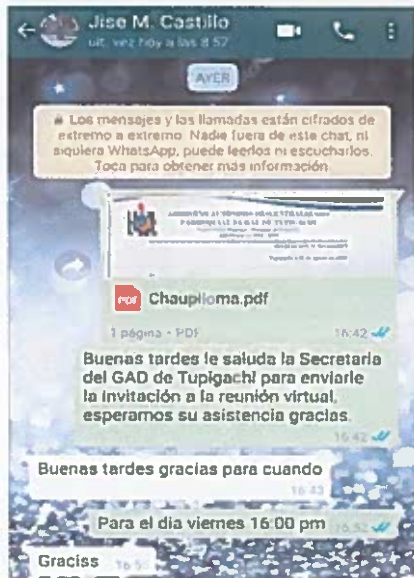 Jise M. Castillo
ult. vez hoy a las 8:57
AYER
Los mensajes y las llamadas están cifrados de
extremo a extremo. Nadie fuera de este chat, ni
siquiera WhatsApp, puede leerlos ni escucharlos.
Toca para obtener más información.
PDF Chaupiloma.pdf
1 página • PDF 16:42
Buenas tardes le saluda la Secretaria
del GAD de Tupigachi para enviarle
la invitación a la reunión virtual,
esperamos su asistencia gracias.
16:42
Buenas tardes gracias para cuando
16:43
Para el dia viernes 16:00 pm 16:52
Graciss